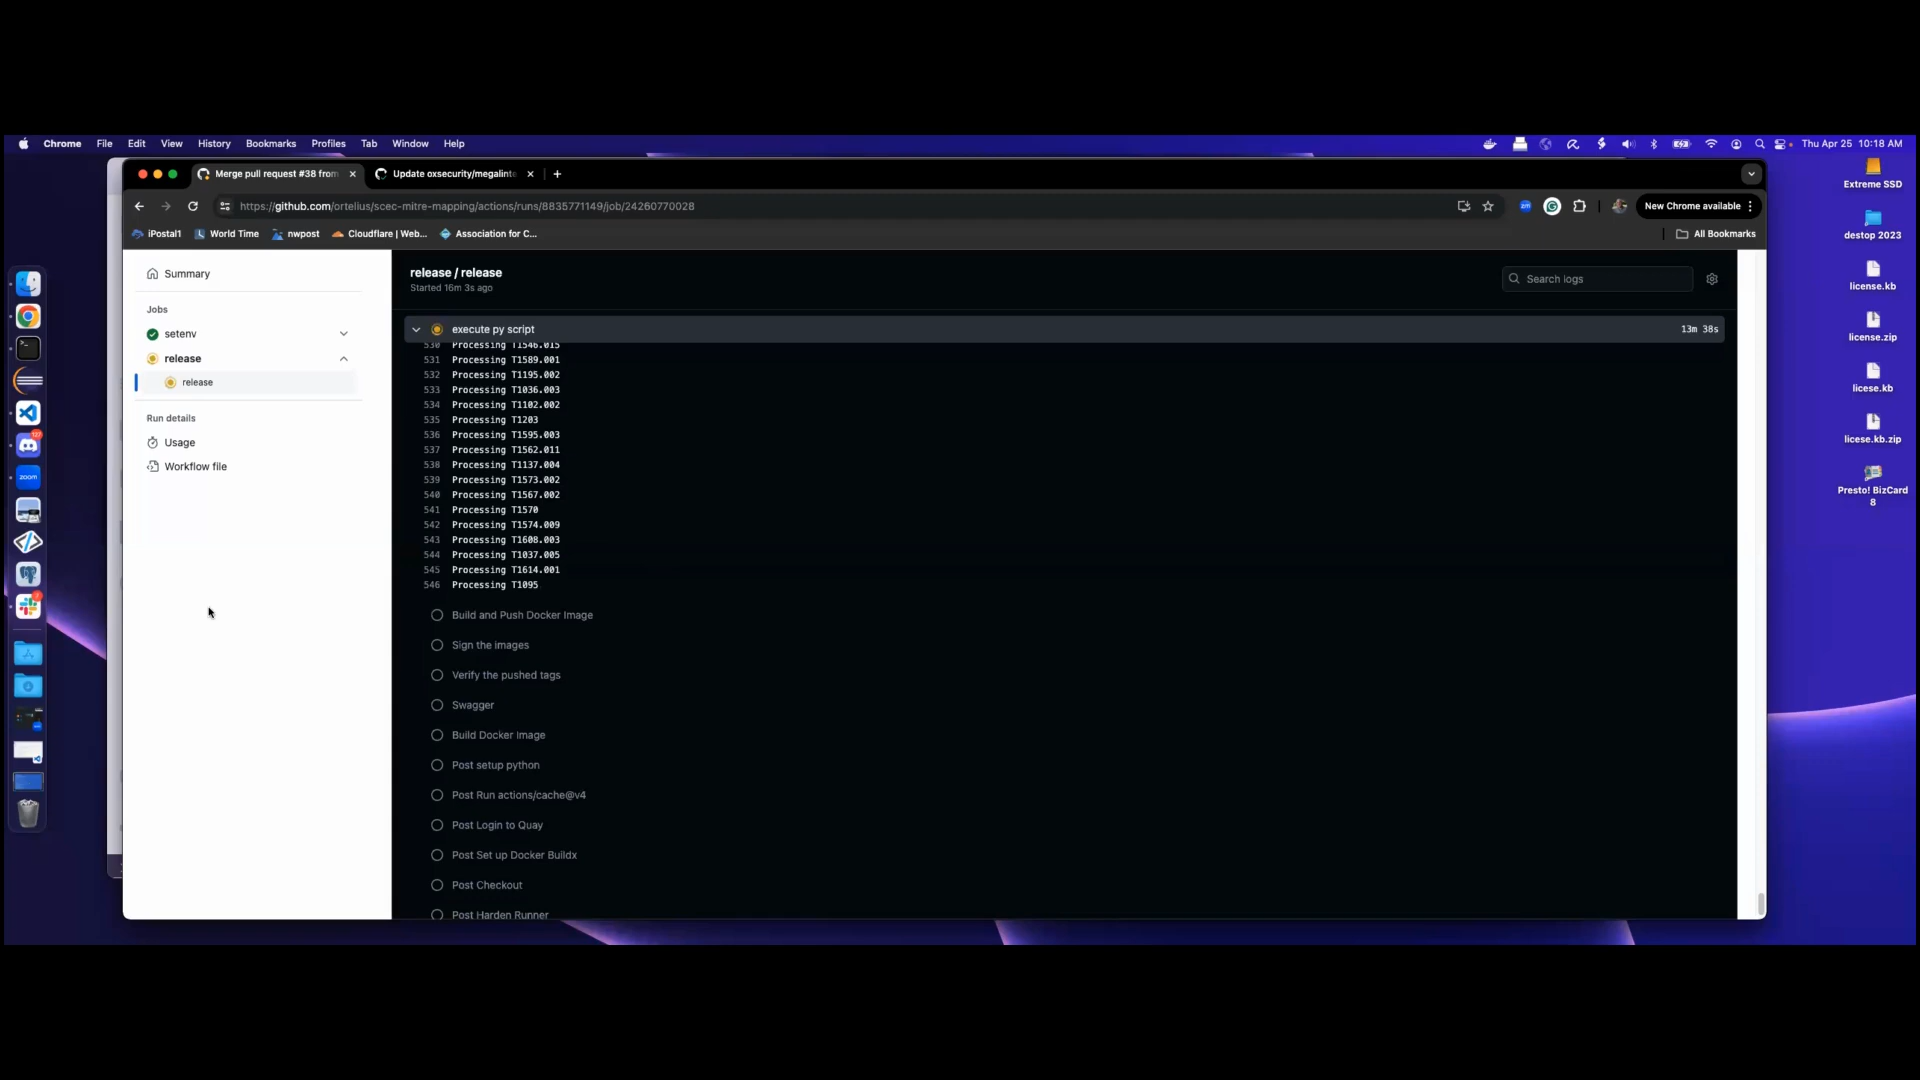 Chrome File Edit View History Bookmarks Profiles Tab Window Help
Thu Apr 25 10:18 AM
Merge pull request #38 from
Update oxsecurity/megalinte
https://github.com/ortelius/scec-mitre-mapping/actions/runs/8835771149/job/24260770028
New Chrome available
iPostal1 World Time nwpost Cloudflare | Web... Association for C...
All Bookmarks
Summary
Jobs
setenv
release
release
Run details
Usage
Workflow file
release / release
Started 16m 3s ago
Search logs
execute py script
13m 38s
530 Processing T1546.015
531 Processing T1589.001
532 Processing T1195.002
533 Processing T1036.003
534 Processing T1102.002
535 Processing T1203
536 Processing T1595.003
537 Processing T1562.011
538 Processing T1137.004
539 Processing T1573.002
540 Processing T1567.002
541 Processing T1570
542 Processing T1574.009
543 Processing T1608.003
544 Processing T1037.005
545 Processing T1614.001
546 Processing T1095
Build and Push Docker Image
Sign the images
Verify the pushed tags
Swagger
Build Docker Image
Post setup python
Post Run actions/cache@v4
Post Login to Quay
Post Set up Docker Buildx
Post Checkout
Post Harden Runner
Extreme SSD
destop 2023
license.kb
license.zip
licese.kb
licese.kb.zip
Presto! BizCard
8
zoom